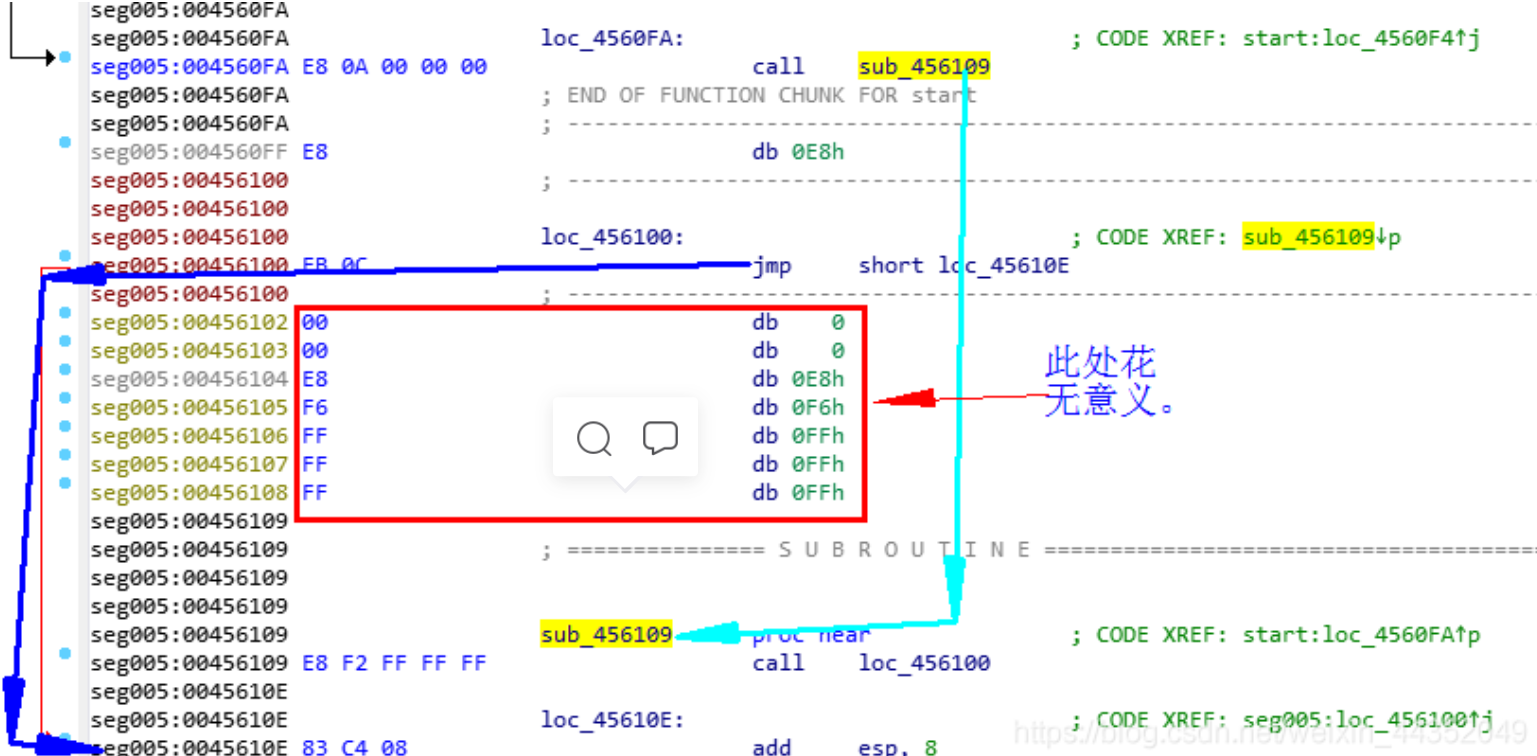 seg005:004560FA
seg005:004560FA loc_4560FA: ; CODE XREF: start:loc_4560F4↑j
seg005:004560FA E8 0A 00 00 00 call sub_456109
seg005:004560FA ; END OF FUNCTION CHUNK FOR start
seg005:004560FA ; ---------------------------------------------------------------------------
seg005:004560FF E8 db 0E8h
seg005:00456100 ; ---------------------------------------------------------------------------
seg005:00456100
seg005:00456100 loc_456100: ; CODE XREF: sub_456109↓p
seg005:00456100 EB 0C jmp short loc_45610E
seg005:00456100 ; ---------------------------------------------------------------------------
seg005:00456102 00 db 0
seg005:00456103 00 db 0
seg005:00456104 E8 db 0E8h
seg005:00456105 F6 db 0F6h
seg005:00456106 FF db 0FFh
seg005:00456107 FF db 0FFh
seg005:00456108 FF db 0FFh
此处花
无意义。
seg005:00456109
seg005:00456109 ; =============== S U B R O U T I N E =======================================
seg005:00456109
seg005:00456109
seg005:00456109 sub_456109 proc near ; CODE XREF: start:loc_4560FA↑p
seg005:00456109 E8 F2 FF FF FF call loc_456100
seg005:0045610E
seg005:0045610E loc_45610E: ; CODE XREF: seg005:loc_456100↑j
seg005:0045610E 83 C4 08 add esp, 8
https://blog.csdn.net/weixin_44352049